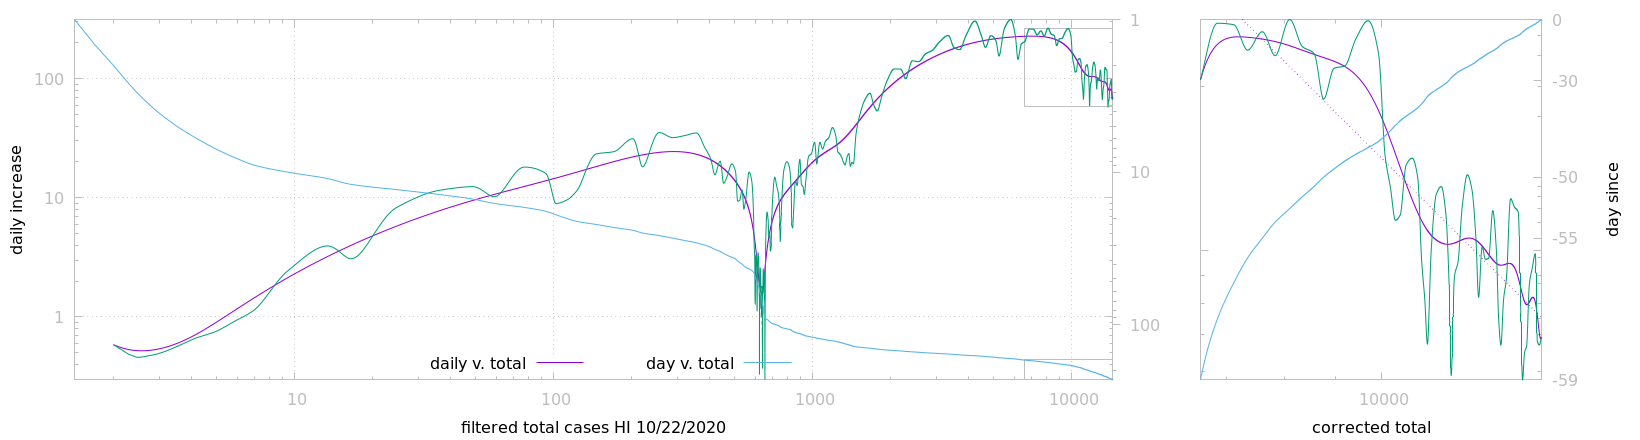 daily increase
100
10
1
daily v. total
day v. total
10
100
1000
10000
filtered total cases HI 10/22/2020
1
10
100
10000
corrected total
0
-30
-50
-55
-59
day since